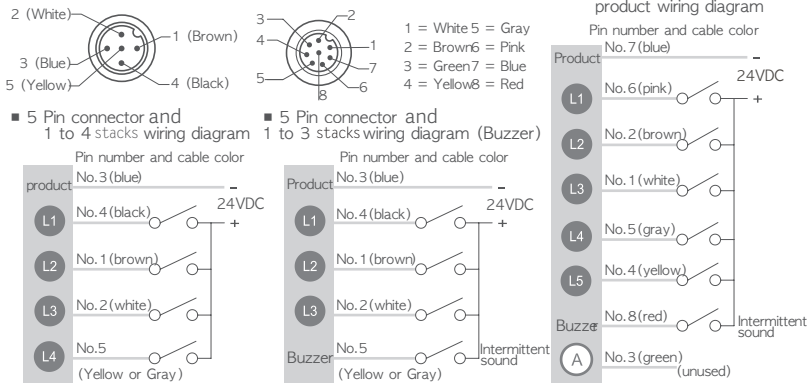 2 (White)
1 (Brown)
3 (Blue)
5 (Yellow)
4 (Black)
3
2
4
1
5
7
6
8
1 = White 5 = Gray
2 = Brown6 = Pink
3 = Green7 = Blue
4 = Yellow8 = Red
■ 5 Pin connector and
1 to 4 stacks wiring diagram
Pin number and cable color
product
No.3(blue)
-
24VDC
L1
No.4(black)
+
L2
No.1(brown)
L3
No.2(white)
L4
No.5
(Yellow or Gray)
■ 5 Pin connector and
1 to 3 stacks wiring diagram (Buzzer)
Pin number and cable color
Product
No.3(blue)
-
24VDC
L1
No.4(black)
+
L2
No.1(brown)
L3
No.2(white)
Buzzer
No.5
(Yellow or Gray)
Intermittent
sound
product wiring diagram
Pin number and cable color
Product
No.7(blue)
-
24VDC
L1
No.6(pink)
+
L2
No.2(brown)
L3
No.1(white)
L4
No.5(gray)
L5
No.4(yellow)
Buzzer
No.8(red)
Intermittent
sound
A
No.3(green)
(unused)